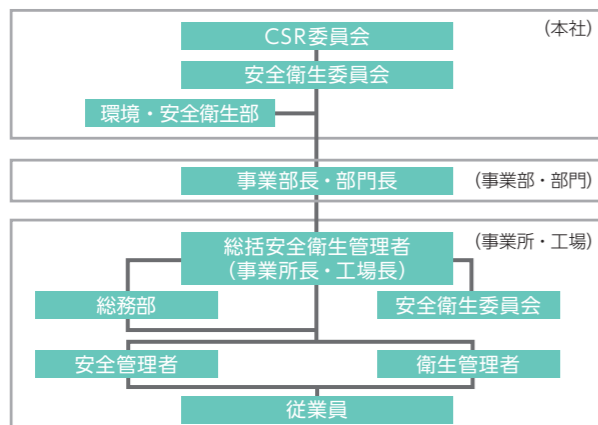 CSR委員会
(本社)
安全衛生委員会
環境・安全衛生部
事業部長・部門長
(事業部・部門)
総括安全衛生管理者
(事業所長・工場長)
(事業所・工場)
総務部
安全衛生委員会
安全管理者
衛生管理者
従業員